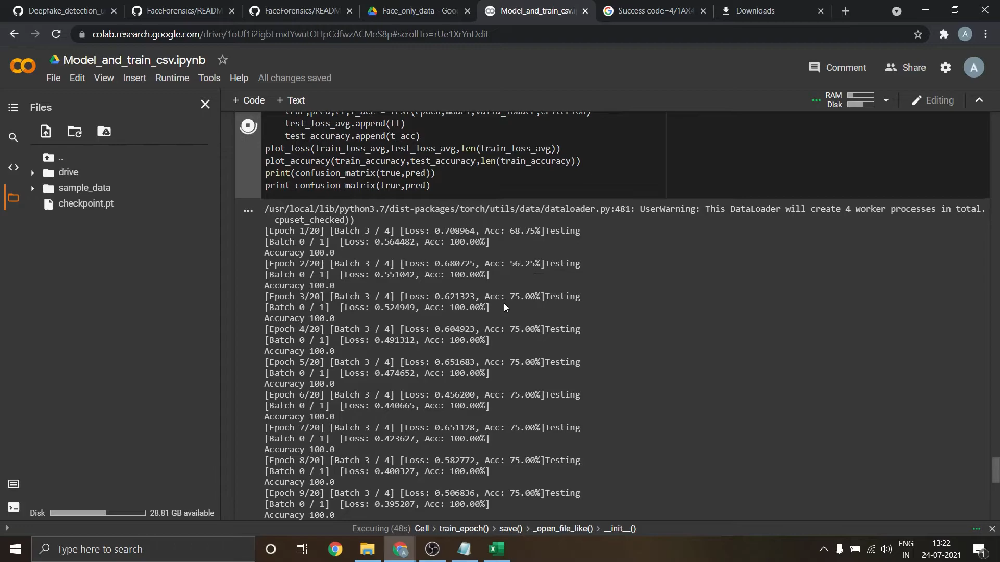 Deepfake_detection_u
FaceForensics/READM
FaceForensics/READM
Face_only_data - Goo
Model_and_train_csv.i
Success code=4/1AX4
Downloads
colab.research.google.com/drive/1oUf1i2igbLmxIYwutOHpCdfwzACMeS8p#scrollTo=rUe1XrYnDdit
A
Model_and_train_csv.ipynb
Comment
Share
A
File Edit View Insert Runtime Tools Help All changes saved
Files
+ Code + Text
RAM
Disk
Editing
..
drive
sample_data
checkpoint.pt
true,pred,tl,t_acc = test(epoch,model,valid_loader,criterion)
test_loss_avg.append(tl)
test_accuracy.append(t_acc)
plot_loss(train_loss_avg,test_loss_avg,len(train_loss_avg))
plot_accuracy(train_accuracy,test_accuracy,len(train_accuracy))
print(confusion_matrix(true,pred))
print_confusion_matrix(true,pred)
/usr/local/lib/python3.7/dist-packages/torch/utils/data/dataloader.py:481: UserWarning: This DataLoader will create 4 worker processes in total.
cpuset_checked))
[Epoch 1/20] [Batch 3 / 4] [Loss: 0.708964, Acc: 68.75%]Testing
[Batch 0 / 1]  [Loss: 0.564482, Acc: 100.00%]
Accuracy 100.0
[Epoch 2/20] [Batch 3 / 4] [Loss: 0.680725, Acc: 56.25%]Testing
[Batch 0 / 1]  [Loss: 0.551042, Acc: 100.00%]
Accuracy 100.0
[Epoch 3/20] [Batch 3 / 4] [Loss: 0.621323, Acc: 75.00%]Testing
[Batch 0 / 1]  [Loss: 0.524949, Acc: 100.00%]
Accuracy 100.0
[Epoch 4/20] [Batch 3 / 4] [Loss: 0.604923, Acc: 75.00%]Testing
[Batch 0 / 1]  [Loss: 0.491312, Acc: 100.00%]
Accuracy 100.0
[Epoch 5/20] [Batch 3 / 4] [Loss: 0.651683, Acc: 75.00%]Testing
[Batch 0 / 1]  [Loss: 0.474652, Acc: 100.00%]
Accuracy 100.0
[Epoch 6/20] [Batch 3 / 4] [Loss: 0.456200, Acc: 75.00%]Testing
[Batch 0 / 1]  [Loss: 0.440665, Acc: 100.00%]
Accuracy 100.0
[Epoch 7/20] [Batch 3 / 4] [Loss: 0.651128, Acc: 75.00%]Testing
[Batch 0 / 1]  [Loss: 0.423627, Acc: 100.00%]
Accuracy 100.0
[Epoch 8/20] [Batch 3 / 4] [Loss: 0.582772, Acc: 75.00%]Testing
[Batch 0 / 1]  [Loss: 0.400327, Acc: 100.00%]
Accuracy 100.0
[Epoch 9/20] [Batch 3 / 4] [Loss: 0.506836, Acc: 75.00%]Testing
[Batch 0 / 1]  [Loss: 0.395207, Acc: 100.00%]
Accuracy 100.0
Disk
28.81 GB available
Executing (48s) Cell > train_epoch() > save() > _open_file_like() > __init__()
Type here to search
ENG
IN
13:22
24-07-2021
1